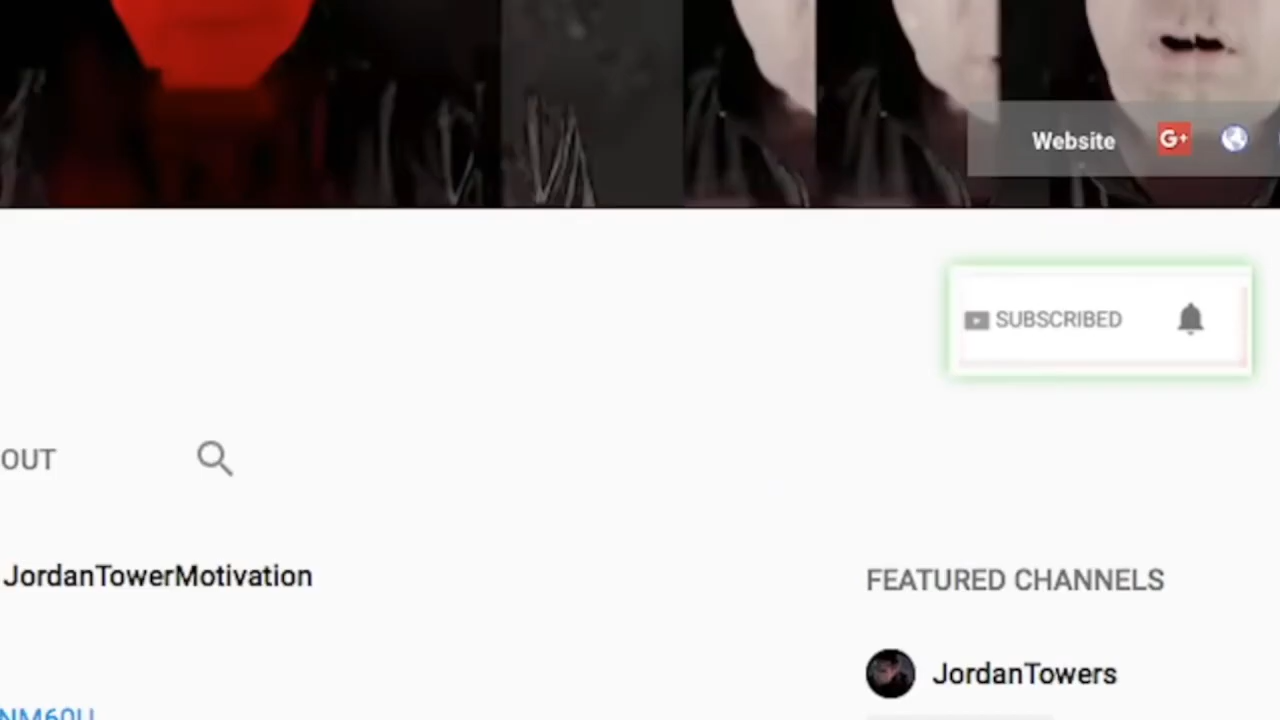 Website G+
SUBSCRIBED
OUT
JordanTowerMotivation
FEATURED CHANNELS
JordanTowers